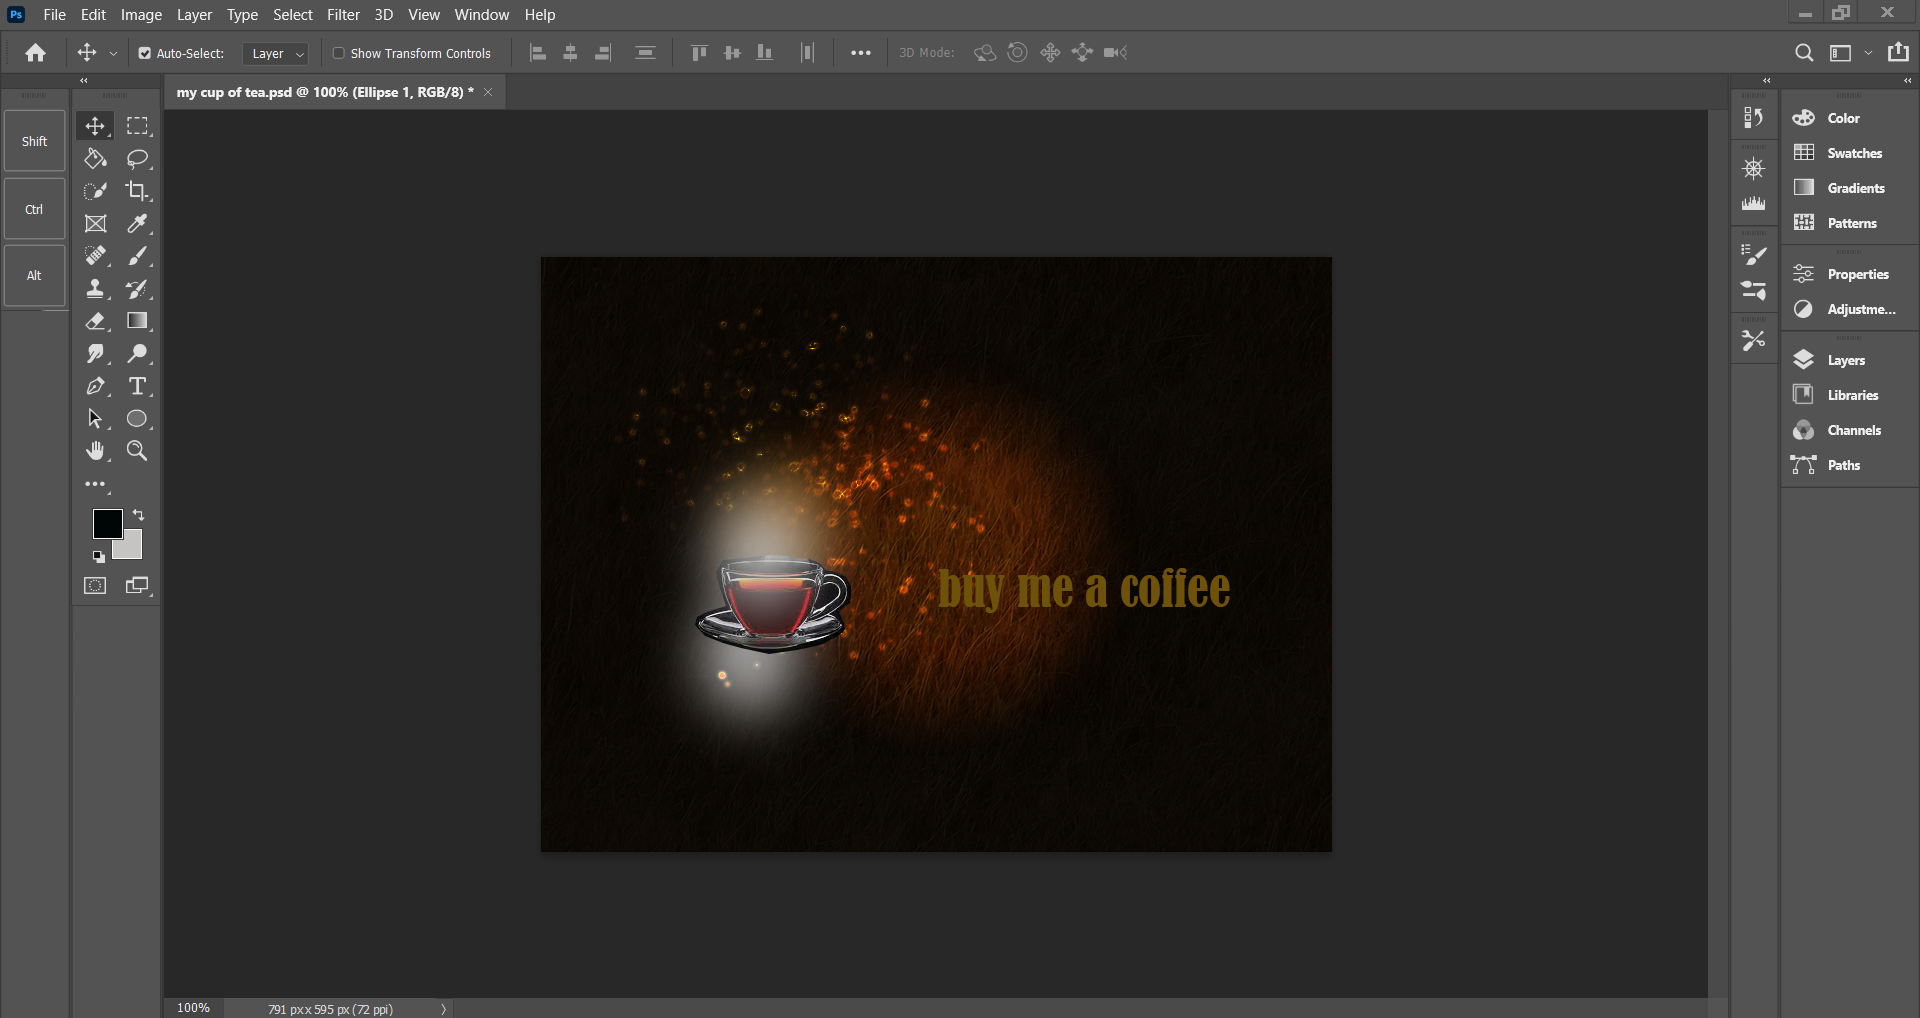 Ps File Edit Image Layer Type Select Filter 3D View Window Help
Auto-Select: Layer Show Transform Controls 3D Mode:
my cup of tea.psd @ 100% (Ellipse 1, RGB/8) *
Shift
Ctrl
Alt
buy me a coffee
Color
Swatches
Gradients
Patterns
Properties
Adjustme...
Layers
Libraries
Channels
Paths
100% 791 px x 595 px (72 ppi)